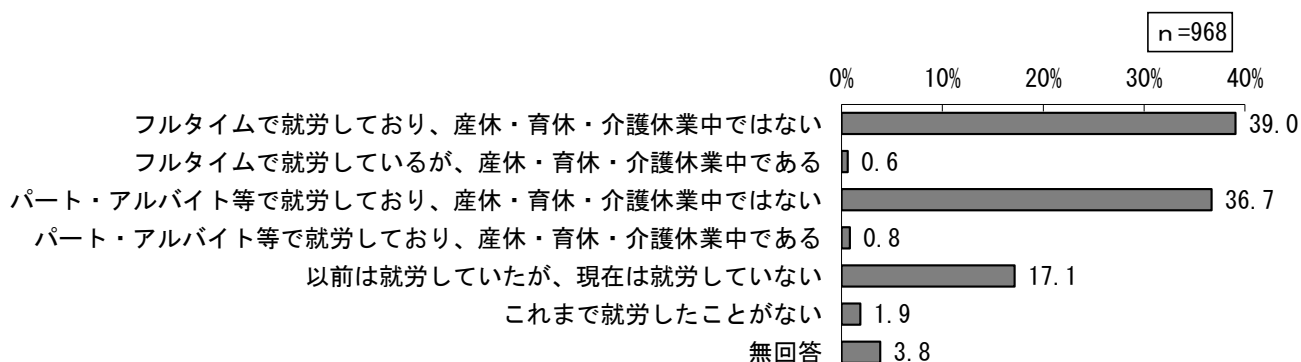 ｎ=968
0% 10% 20% 30% 40%
フルタイムで就労しており、産休・育休・介護休業中ではない 39.0
フルタイムで就労しているが、産休・育休・介護休業中である 0.6
パート・アルバイト等で就労しており、産休・育休・介護休業中ではない 36.7
パート・アルバイト等で就労しており、産休・育休・介護休業中である 0.8
以前は就労していたが、現在は就労していない 17.1
これまで就労したことがない 1.9
無回答 3.8